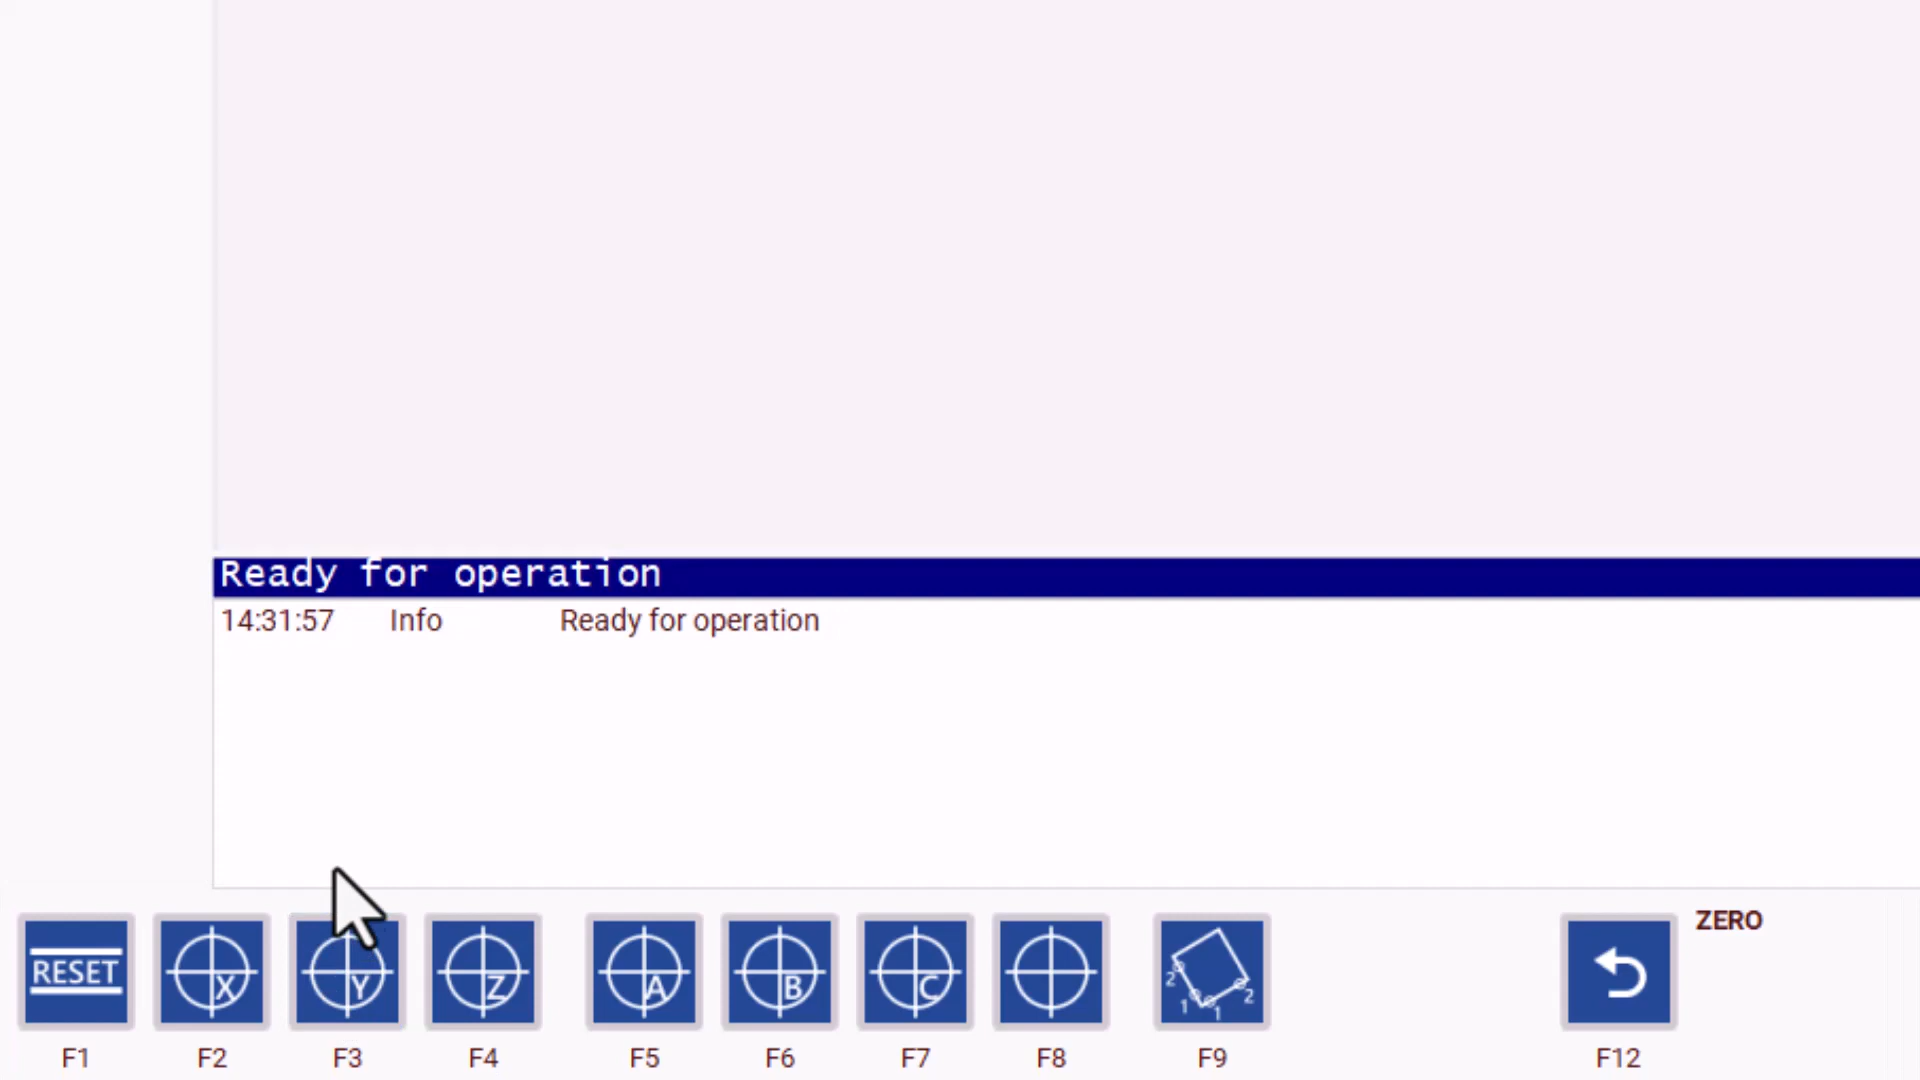 Ready for operation
14:31:57 Info Ready for operation
RESET X Y Z A B C 2 1 1 2 ZERO
F1 F2 F3 F4 F5 F6 F7 F8 F9 F12